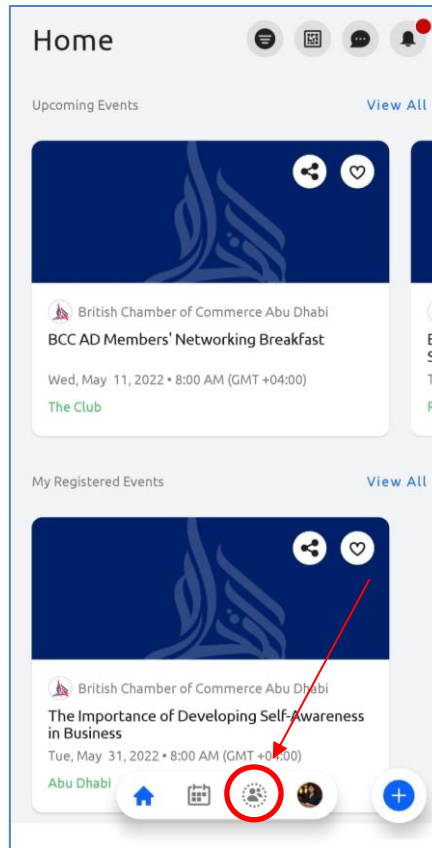 Home
Upcoming Events
View All
British Chamber of Commerce Abu Dhabi
BCC AD Members' Networking Breakfast
Wed, May 11, 2022 • 8:00 AM (GMT +04:00)
The Club
My Registered Events
View All
British Chamber of Commerce Abu Dhabi
The Importance of Developing Self-Awareness
in Business
Tue, May 31, 2022 • 8:00 AM (GMT +04:00)
Abu Dhabi